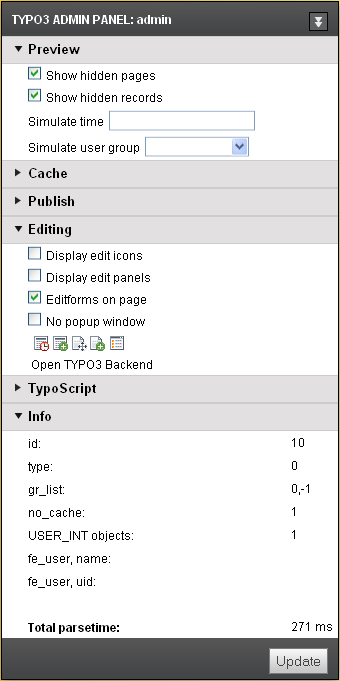 TYPO3 ADMIN PANEL: admin
Preview
Show hidden pages
Show hidden records
Simulate time
Simulate user group
Cache
Publish
Editing
Display edit icons
Display edit panels
Editforms on page
No popup window
Open TYPO3 Backend
TypoScript
Info
id: 10
type: 0
gr_list: 0,-1
no_cache: 1
USER_INT objects: 1
fe_user, name:
fe_user, uid:
Total parsetime: 271 ms
Update